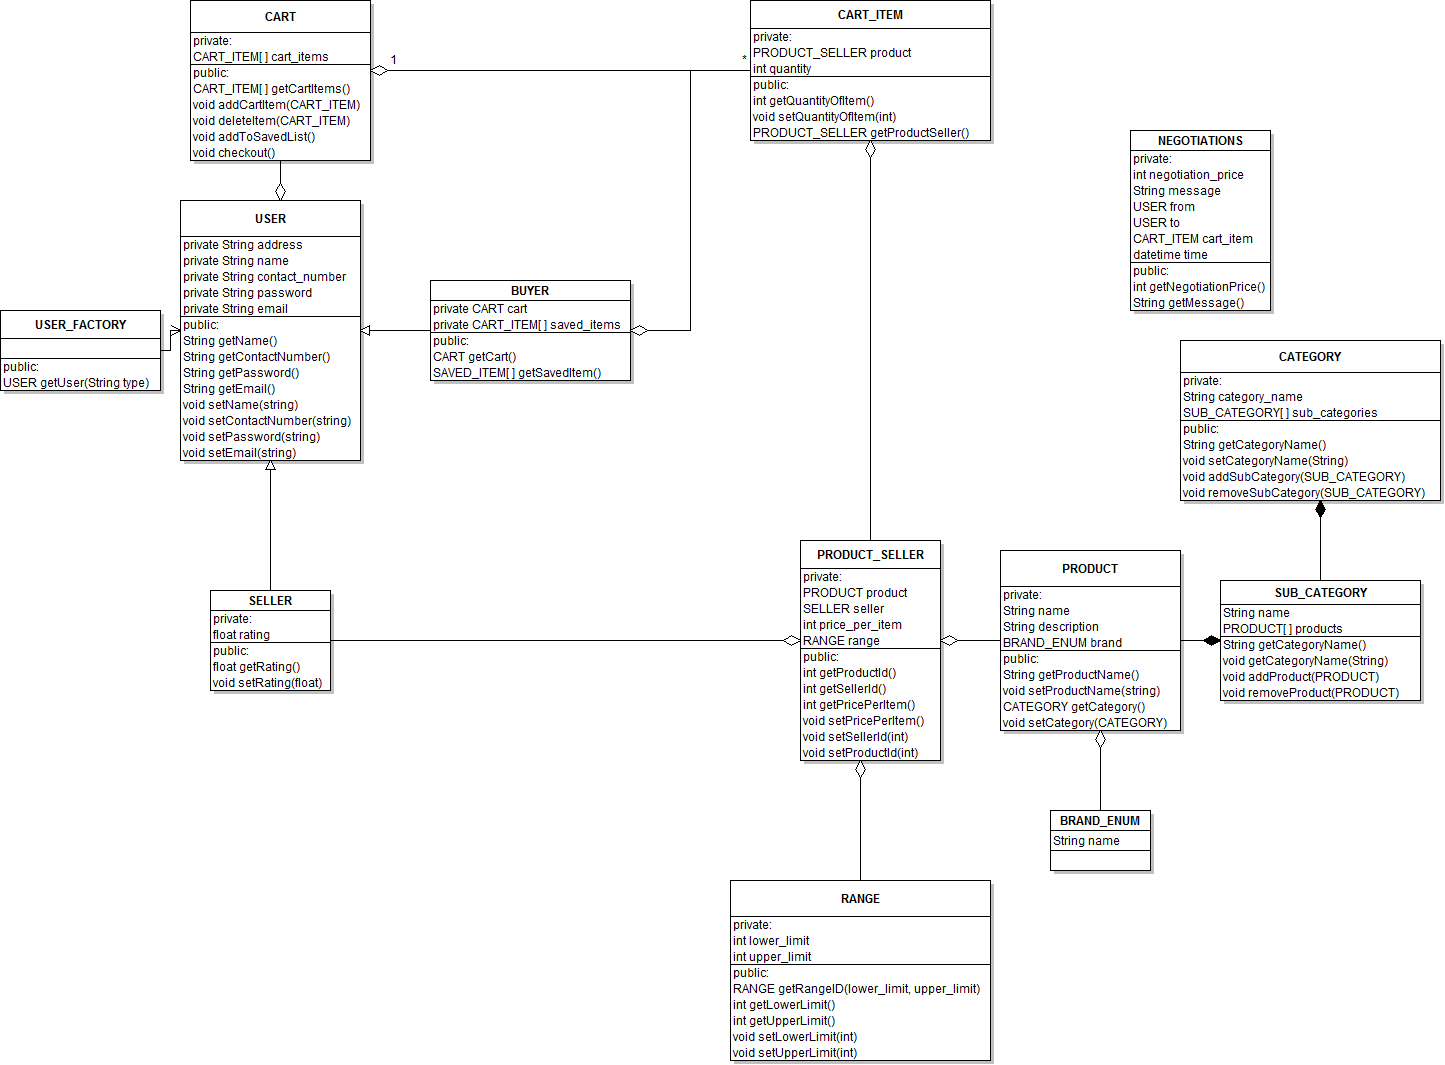 CART
private:
CART_ITEM[ ] cart_items
public:
CART_ITEM[ ] getCartItems()
void addCartItem(CART_ITEM)
void deleteItem(CART_ITEM)
void addToSavedList()
void checkout()
1
*
CART_ITEM
private:
PRODUCT_SELLER product
int quantity
public:
int getQuantityOfItem()
void setQuantityOfItem(int)
PRODUCT_SELLER getProductSeller()
NEGOTIATIONS
private:
int negotiation_price
String message
USER from
USER to
CART_ITEM cart_item
datetime time
public:
int getNegotiationPrice()
String getMessage()
USER
private String address
private String name
private String contact_number
private String password
private String email
public:
String getName()
String getContactNumber()
String getPassword()
String getEmail()
void setName(string)
void setContactNumber(string)
void setPassword(string)
void setEmail(string)
USER_FACTORY
public:
USER getUser(String type)
BUYER
private CART cart
private CART_ITEM[ ] saved_items
public:
CART getCart()
SAVED_ITEM[ ] getSavedItem()
CATEGORY
private:
String category_name
SUB_CATEGORY[ ] sub_categories
public:
String getCategoryName()
void setCategoryName(String)
void addSubCategory(SUB_CATEGORY)
void removeSubCategory(SUB_CATEGORY)
SELLER
private:
float rating
public:
float getRating()
void setRating(float)
PRODUCT_SELLER
private:
PRODUCT product
SELLER seller
int price_per_item
RANGE range
public:
int getProductId()
int getSellerId()
int getPricePerItem()
void setPricePerItem()
void setSellerId(int)
void setProductId(int)
PRODUCT
private:
String name
String description
BRAND_ENUM brand
public:
String getProductName()
void setProductName(string)
CATEGORY getCategory()
void setCategory(CATEGORY)
SUB_CATEGORY
String name
PRODUCT[ ] products
String getCategoryName()
void getCategoryName(String)
void addProduct(PRODUCT)
void removeProduct(PRODUCT)
BRAND_ENUM
String name
RANGE
private:
int lower_limit
int upper_limit
public:
RANGE getRangeID(lower_limit, upper_limit)
int getLowerLimit()
int getUpperLimit()
void setLowerLimit(int)
void setUpperLimit(int)